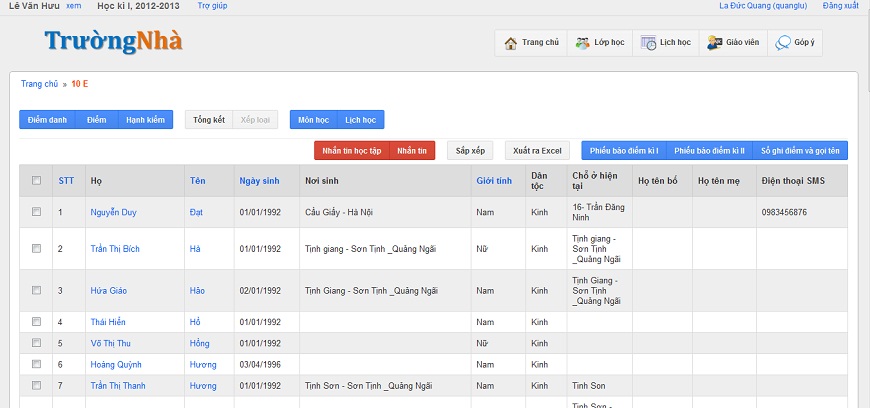 Lê Văn Hưu xem Học kì I, 2012-2013 Trợ giúp La Đức Quang (quanglu) Đăng xuất
TrườngNhà Trang chủ Lớp học Lịch học Giáo viên Góp ý
Trang chủ » 10 E
Điểm danh Điểm Hạnh kiểm Tổng kết Xếp loại Môn học Lịch học
Nhắn tin học tập Nhắn tin Sắp xếp Xuất ra Excel Phiếu báo điểm kì I Phiếu báo điểm kì II Sổ ghi điểm và gọi tên
STT Họ Tên Ngày sinh Nơi sinh Giới tính Dân tộc Chỗ ở hiện tại Họ tên bố Họ tên mẹ Điện thoại SMS
1 Nguyễn Duy Đạt 01/01/1992 Cầu Giấy - Hà Nội Nam Kinh 16- Trần Đăng Ninh 0983456876
2 Trần Thị Bích Hà 01/01/1992 Tịnh giang - Sơn Tịnh _Quảng Ngãi Nữ Kinh Tịnh giang - Sơn Tịnh _Quảng Ngãi
3 Hứa Giáo Hào 02/01/1992 Tịnh Giang - Sơn Tịnh _Quảng Ngãi Nam Kinh Tịnh Giang - Sơn Tịnh _Quảng Ngãi
4 Thái Hiến Hổ 01/01/1992 Nam Kinh
5 Võ Thị Thu Hồng 01/01/1992 Nữ Kinh
6 Hoàng Quỳnh Hương 03/04/1996 Nam Kinh
7 Trần Thị Thanh Hương 01/01/1992 Tịnh Sơn - Sơn Tịnh _Quảng Ngãi Nam Kinh Tinh Son
Tịnh Sơn -